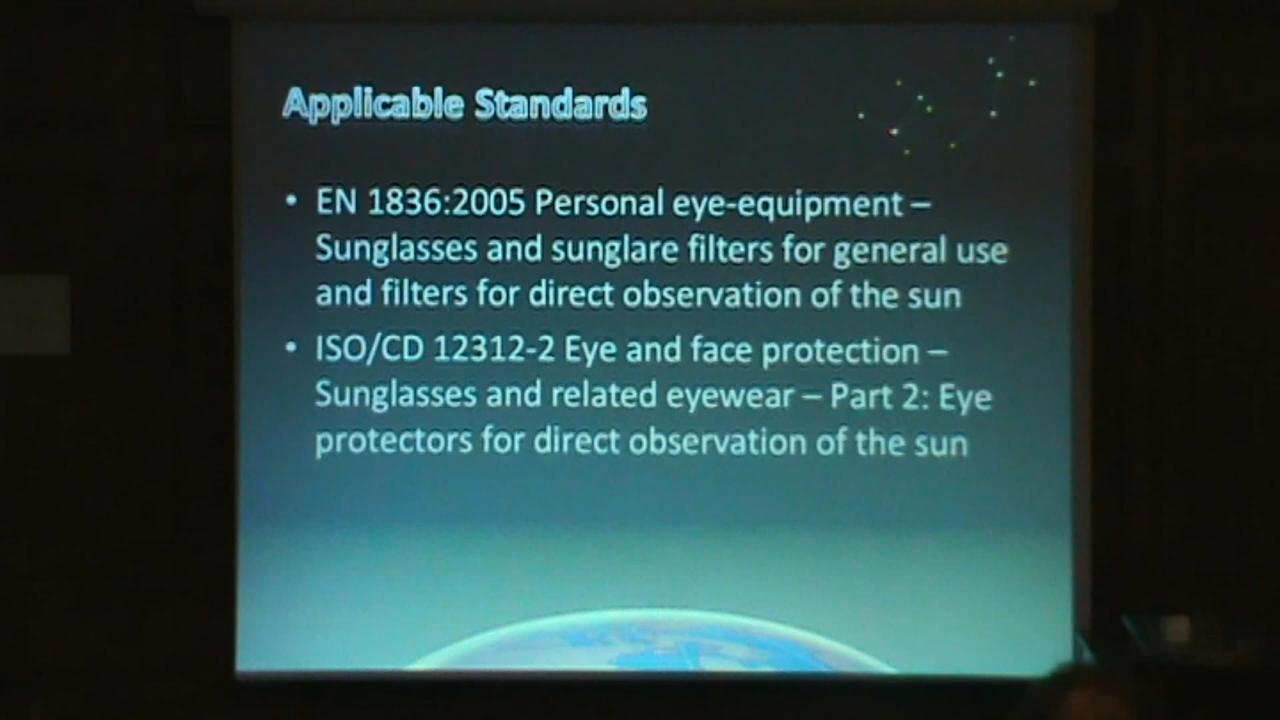 Applicable Standards
• EN 1836:2005 Personal eye-equipment –
Sunglasses and sunglare filters for general use
and filters for direct observation of the sun
• ISO/CD 12312-2 Eye and face protection –
Sunglasses and related eyewear – Part 2: Eye
protectors for direct observation of the sun